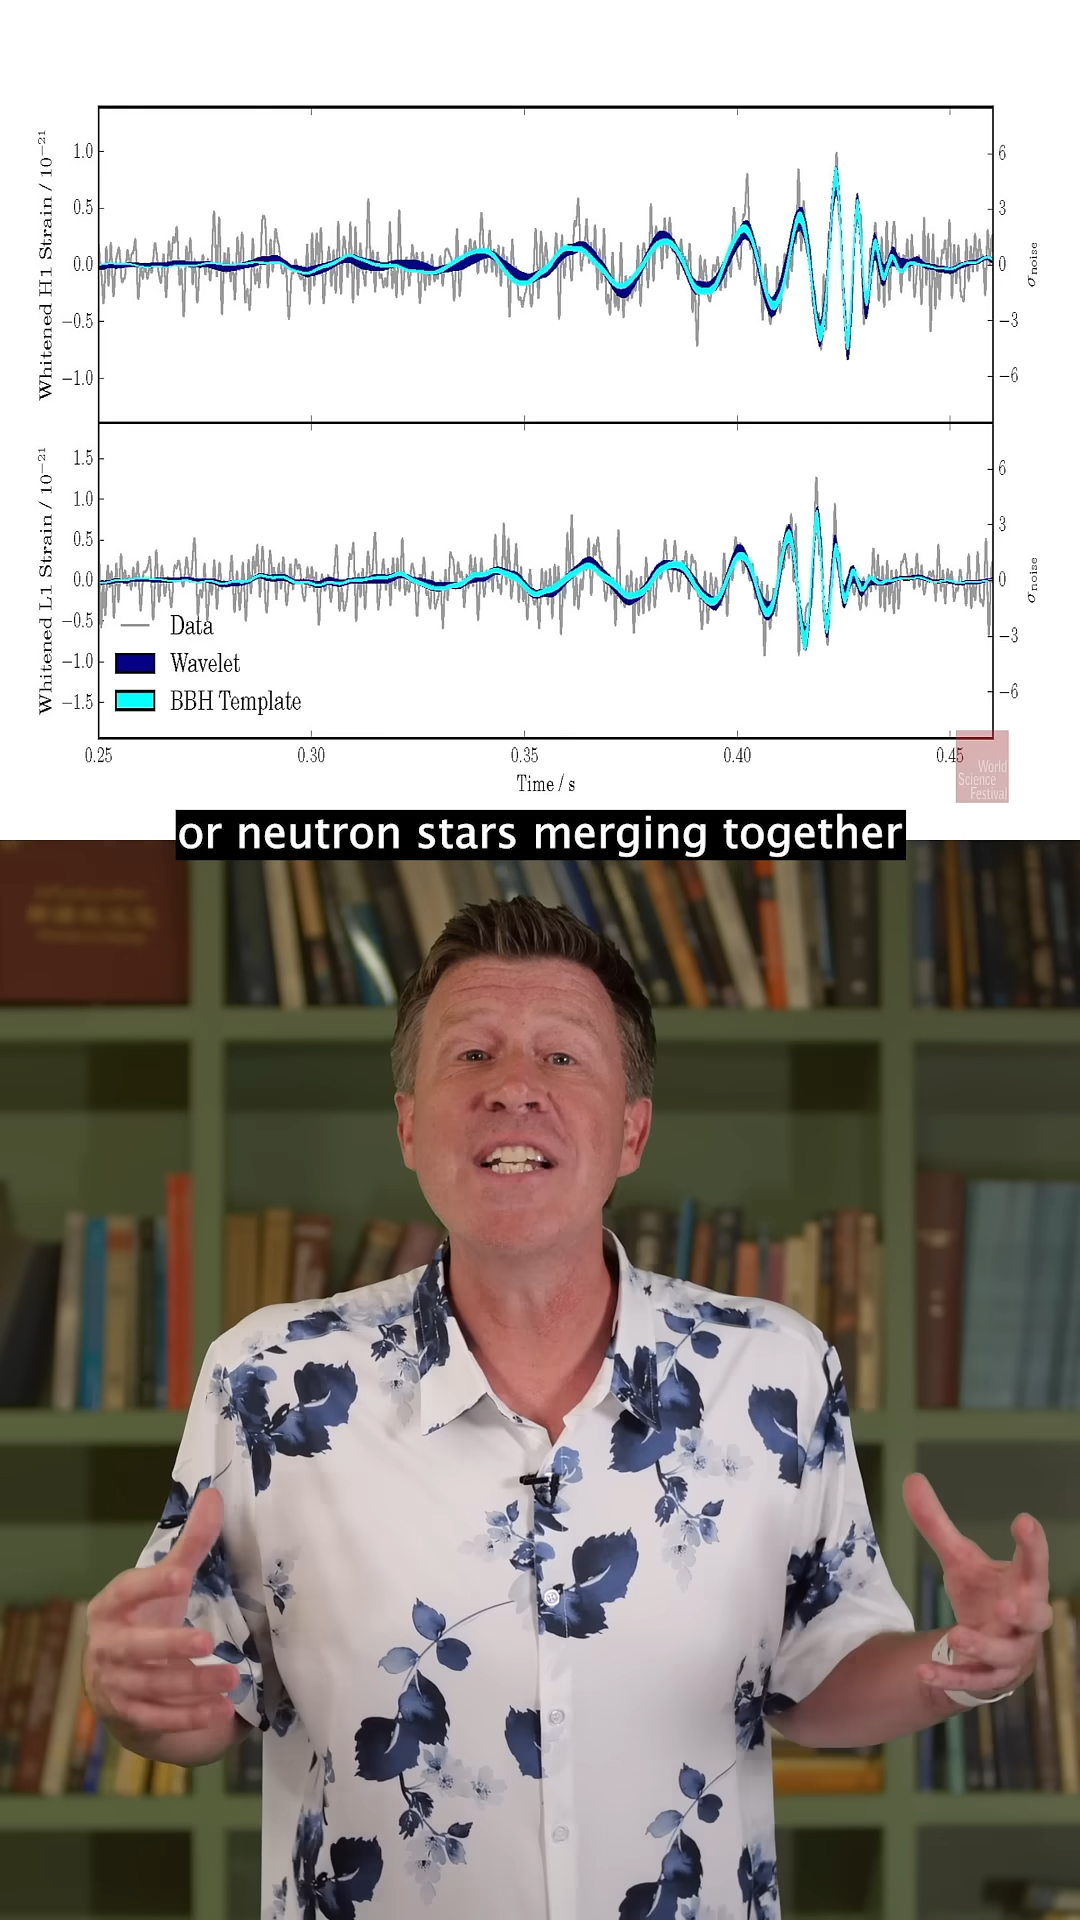 Whitened H1 Strain / 10⁻²¹
1.0
0.5
0.0
−0.5
−1.0
6
3
0
−3
−6
σnoise
Whitened L1 Strain / 10⁻²¹
1.5
1.0
0.5
0.0
−0.5
−1.0
−1.5
6
3
0
−3
−6
σnoise
Data
Wavelet
BBH Template
0.25 0.30 0.35 0.40 0.45
Time / s
World
Science
Festival
or neutron stars merging together